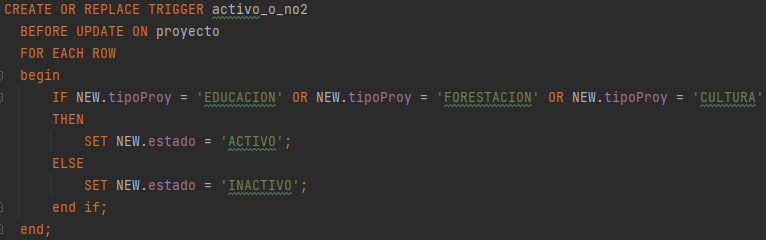 CREATE OR REPLACE TRIGGER activo_o_no2
BEFORE UPDATE ON proyecto
FOR EACH ROW
begin
IF NEW.tipoProy = 'EDUCACION' OR NEW.tipoProy = 'FORESTACION' OR NEW.tipoProy = 'CULTURA'
THEN
SET NEW.estado = 'ACTIVO';
ELSE
SET NEW.estado = 'INACTIVO';
end if;
end;